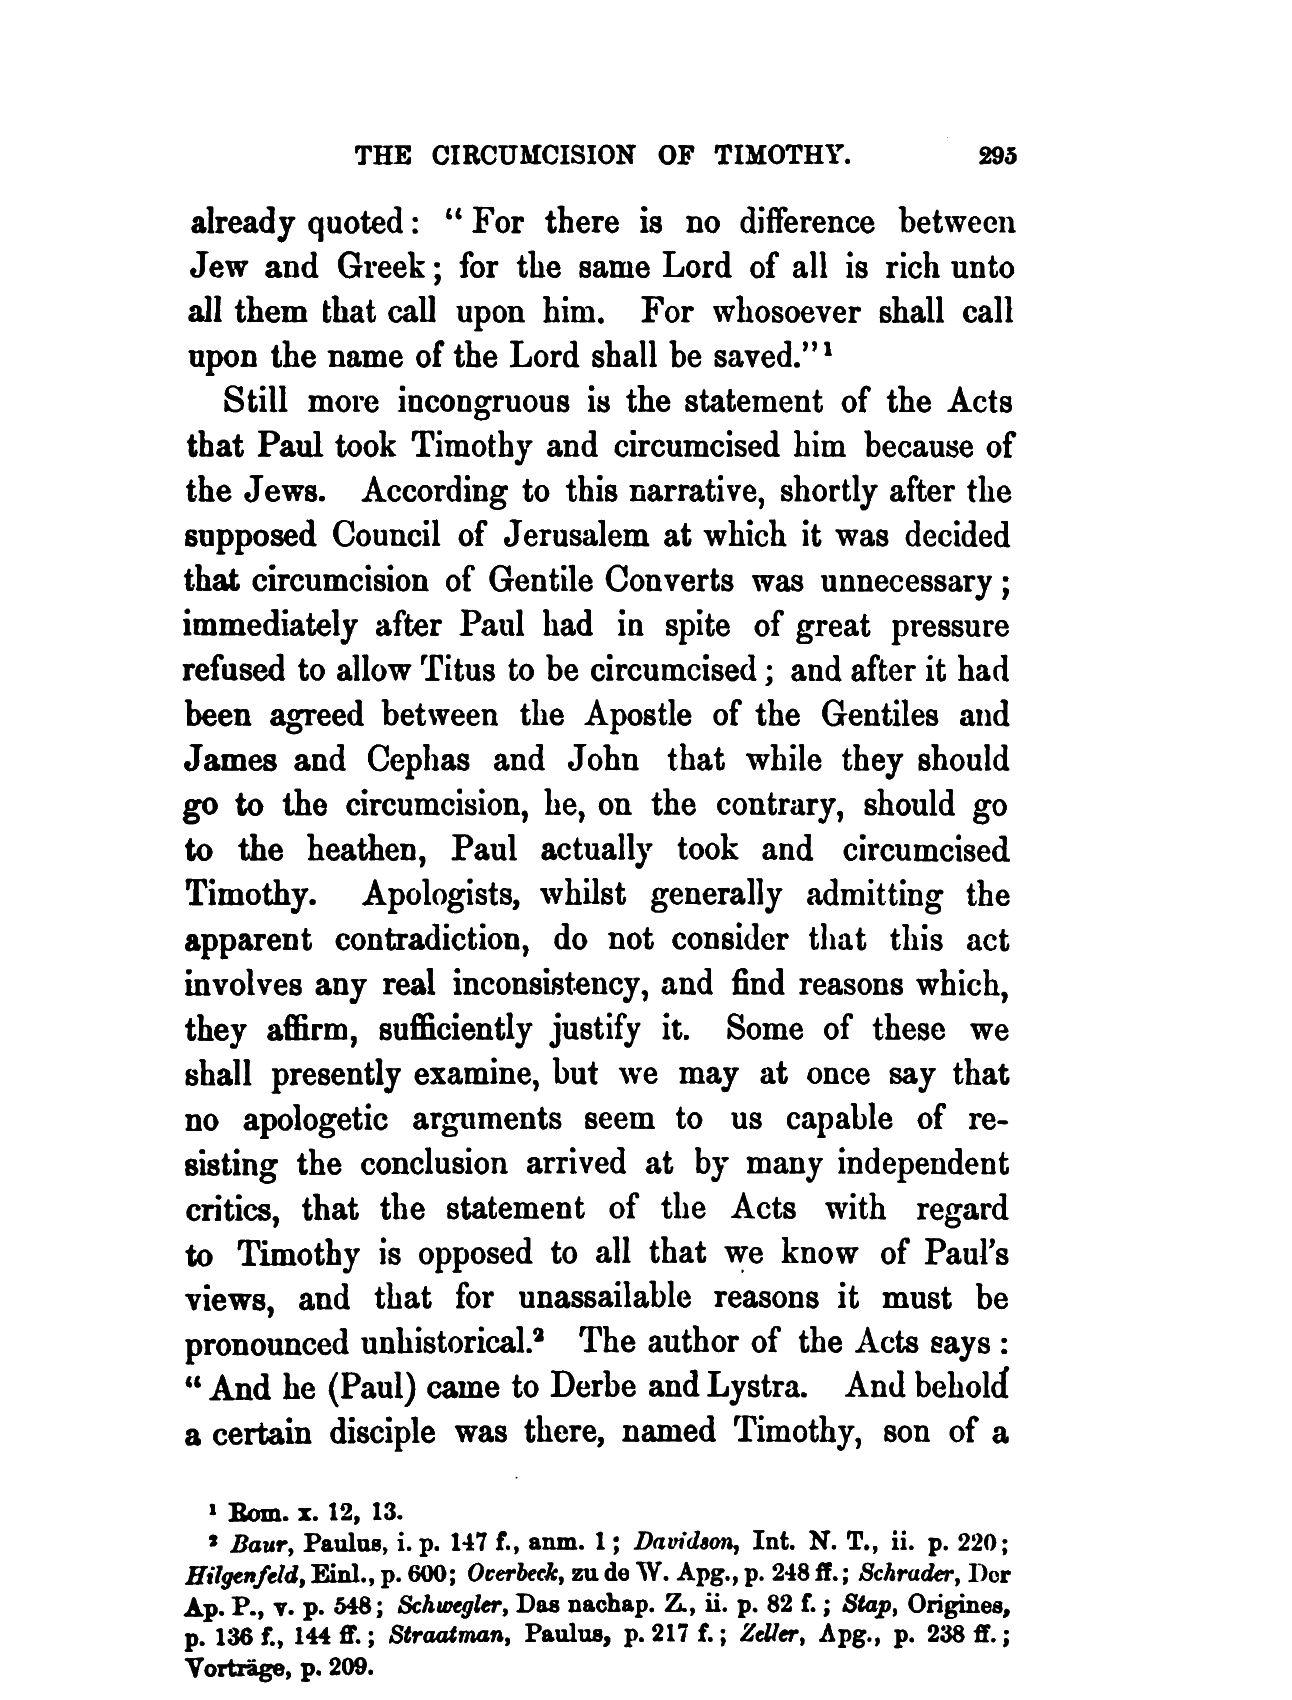 THE CIRCUMCISION OF TIMOTHY. 295
already quoted: "For there is no difference between
Jew and Greek; for the same Lord of all is rich unto
all them that call upon him. For whosoever shall call
upon the name of the Lord shall be saved."¹
Still more incongruous is the statement of the Acts
that Paul took Timothy and circumcised him because of
the Jews. According to this narrative, shortly after the
supposed Council of Jerusalem at which it was decided
that circumcision of Gentile Converts was unnecessary;
immediately after Paul had in spite of great pressure
refused to allow Titus to be circumcised; and after it had
been agreed between the Apostle of the Gentiles and
James and Cephas and John that while they should
go to the circumcision, he, on the contrary, should go
to the heathen, Paul actually took and circumcised
Timothy. Apologists, whilst generally admitting the
apparent contradiction, do not consider that this act
involves any real inconsistency, and find reasons which,
they affirm, sufficiently justify it. Some of these we
shall presently examine, but we may at once say that
no apologetic arguments seem to us capable of re-
sisting the conclusion arrived at by many independent
critics, that the statement of the Acts with regard
to Timothy is opposed to all that we know of Paul's
views, and that for unassailable reasons it must be
pronounced unhistorical.² The author of the Acts says:
"And he (Paul) came to Derbe and Lystra. And behold
a certain disciple was there, named Timothy, son of a
¹ Rom. x. 12, 13.
² Baur, Paulus, i. p. 147 f., anm. 1; Davidson, Int. N. T., ii. p. 220;
Hilgenfeld, Einl., p. 600; Overbeck, zu de W. Apg., p. 248 ff.; Schrader, Der
Ap. P., v. p. 548; Schwegler, Das nachap. Z., ii. p. 82 f.; Stap, Origines,
p. 136 f., 144 ff.; Straatman, Paulus, p. 217 f.; Zeller, Apg., p. 238 ff.;
Vorträge, p. 209.